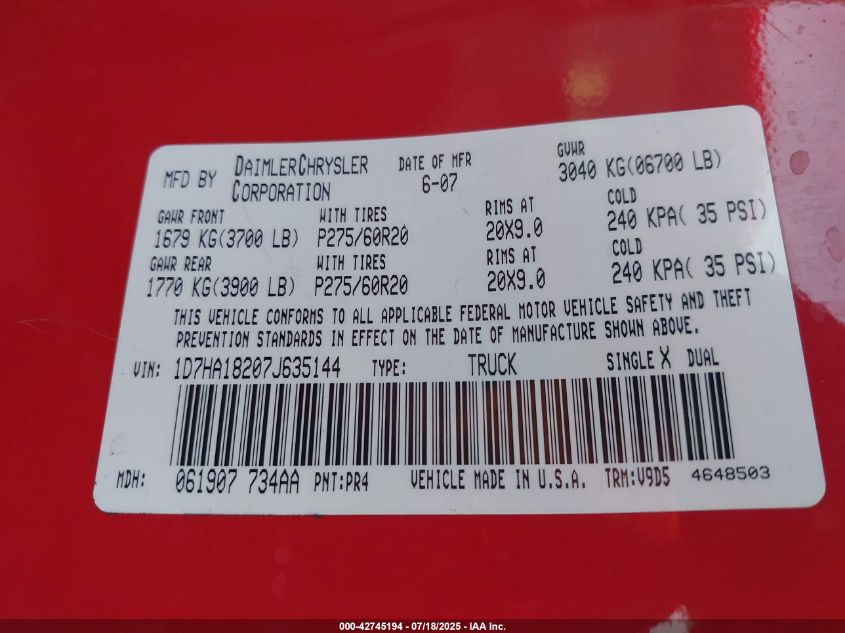 MFD BY DAIMLERCHRYSLER CORPORATION DATE OF MFR 6-07 GVWR 3040 KG(06700 LB)
GAWR FRONT WITH TIRES RIMS AT COLD
1679 KG(3700 LB) P275/60R20 20X9.0 240 KPA( 35 PSI)
GAWR REAR WITH TIRES RIMS AT COLD
1770 KG(3900 LB) P275/60R20 20X9.0 240 KPA( 35 PSI)
THIS VEHICLE CONFORMS TO ALL APPLICABLE FEDERAL MOTOR VEHICLE SAFETY AND THEFT
PREVENTION STANDARDS IN EFFECT ON THE DATE OF MANUFACTURE SHOWN ABOVE.
VIN: 1D7HA18207J635144 TYPE: TRUCK SINGLE X DUAL
MDH: 061907 734AA PNT:PR4 VEHICLE MADE IN U.S.A. TRM:V9D5 4648503
000-42745194 - 07/18/2025 - IAA Inc.